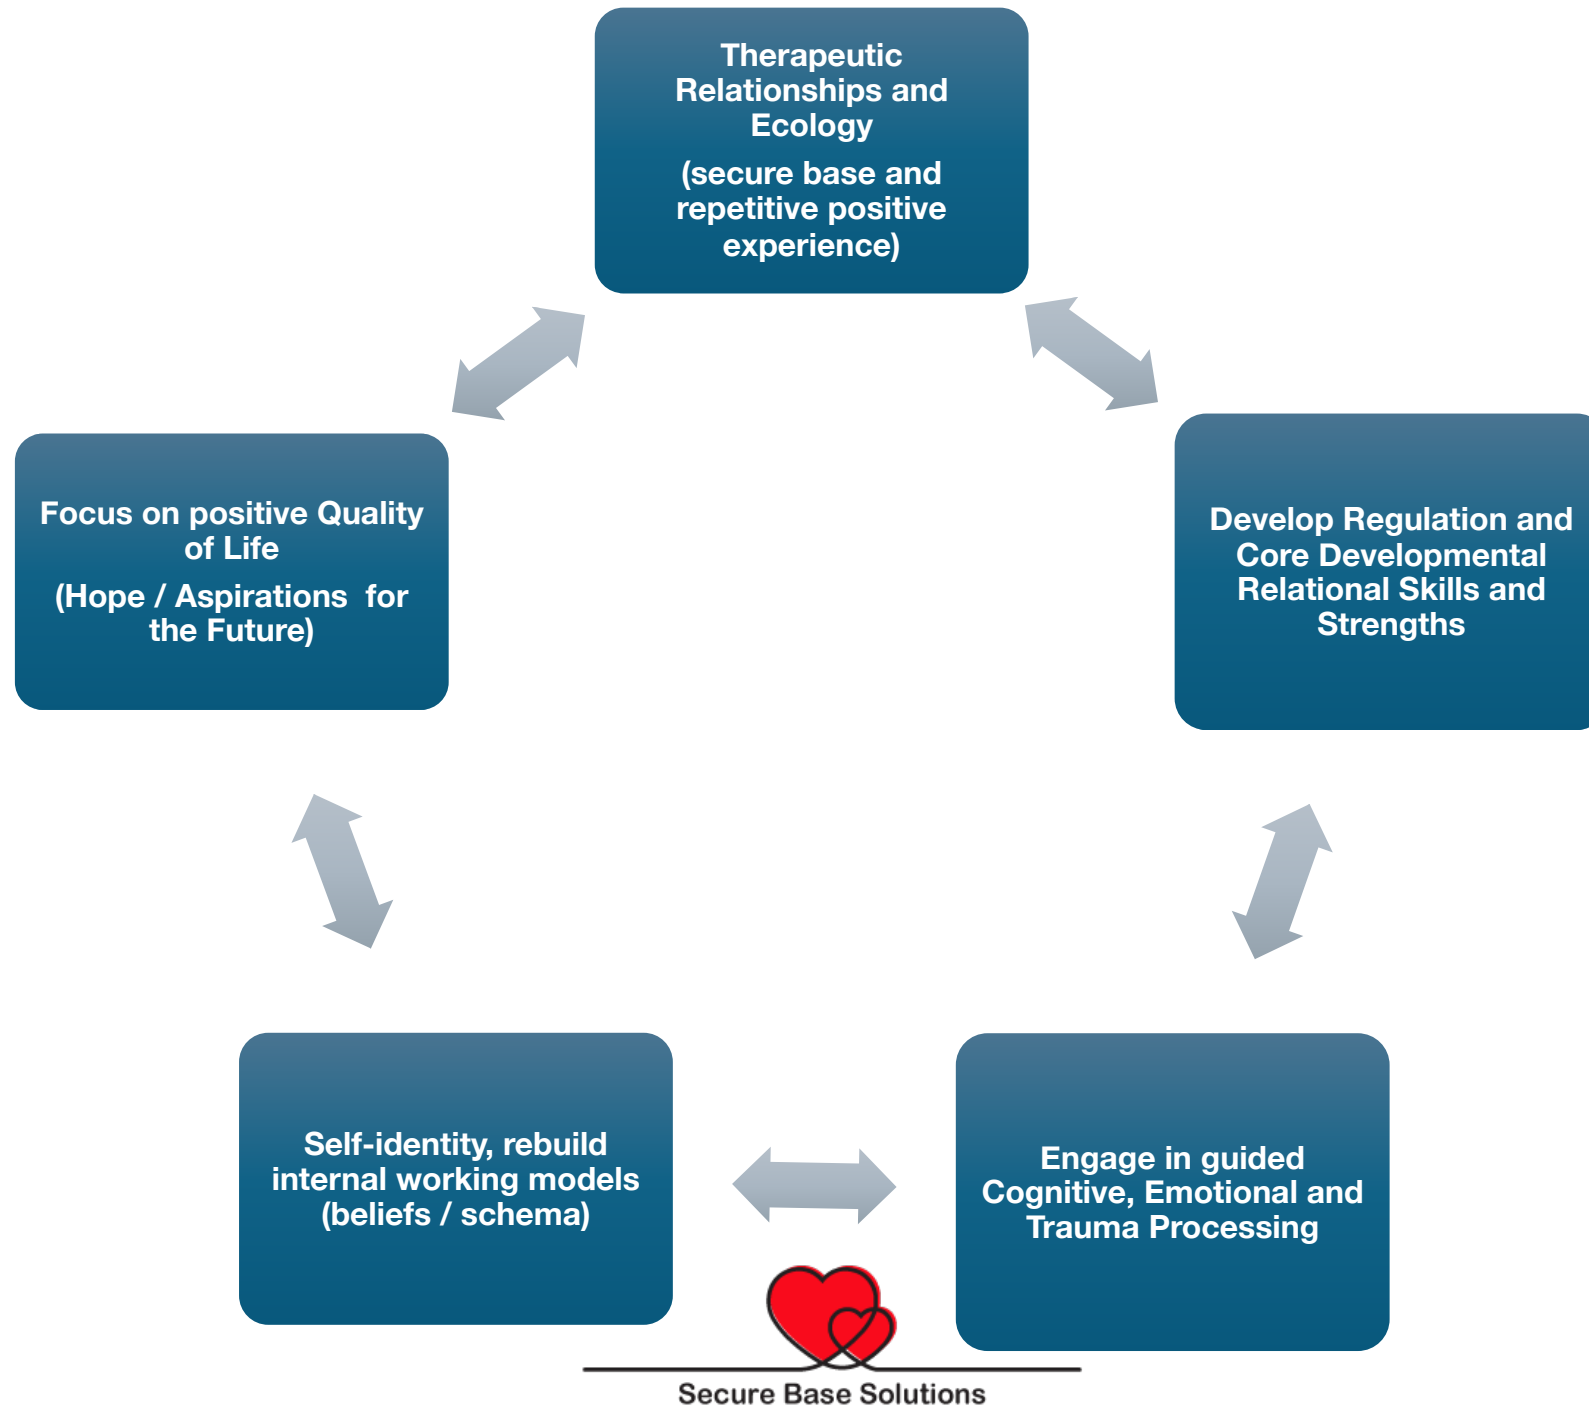 Therapeutic
Relationships and
Ecology
(secure base and
repetitive positive
experience)
Focus on positive Quality
of Life
(Hope / Aspirations  for
the Future)
Develop Regulation and
Core Developmental
Relational Skills and
Strengths
Self-identity, rebuild
internal working models
(beliefs / schema)
Engage in guided
Cognitive, Emotional and
Trauma Processing
Secure Base Solutions